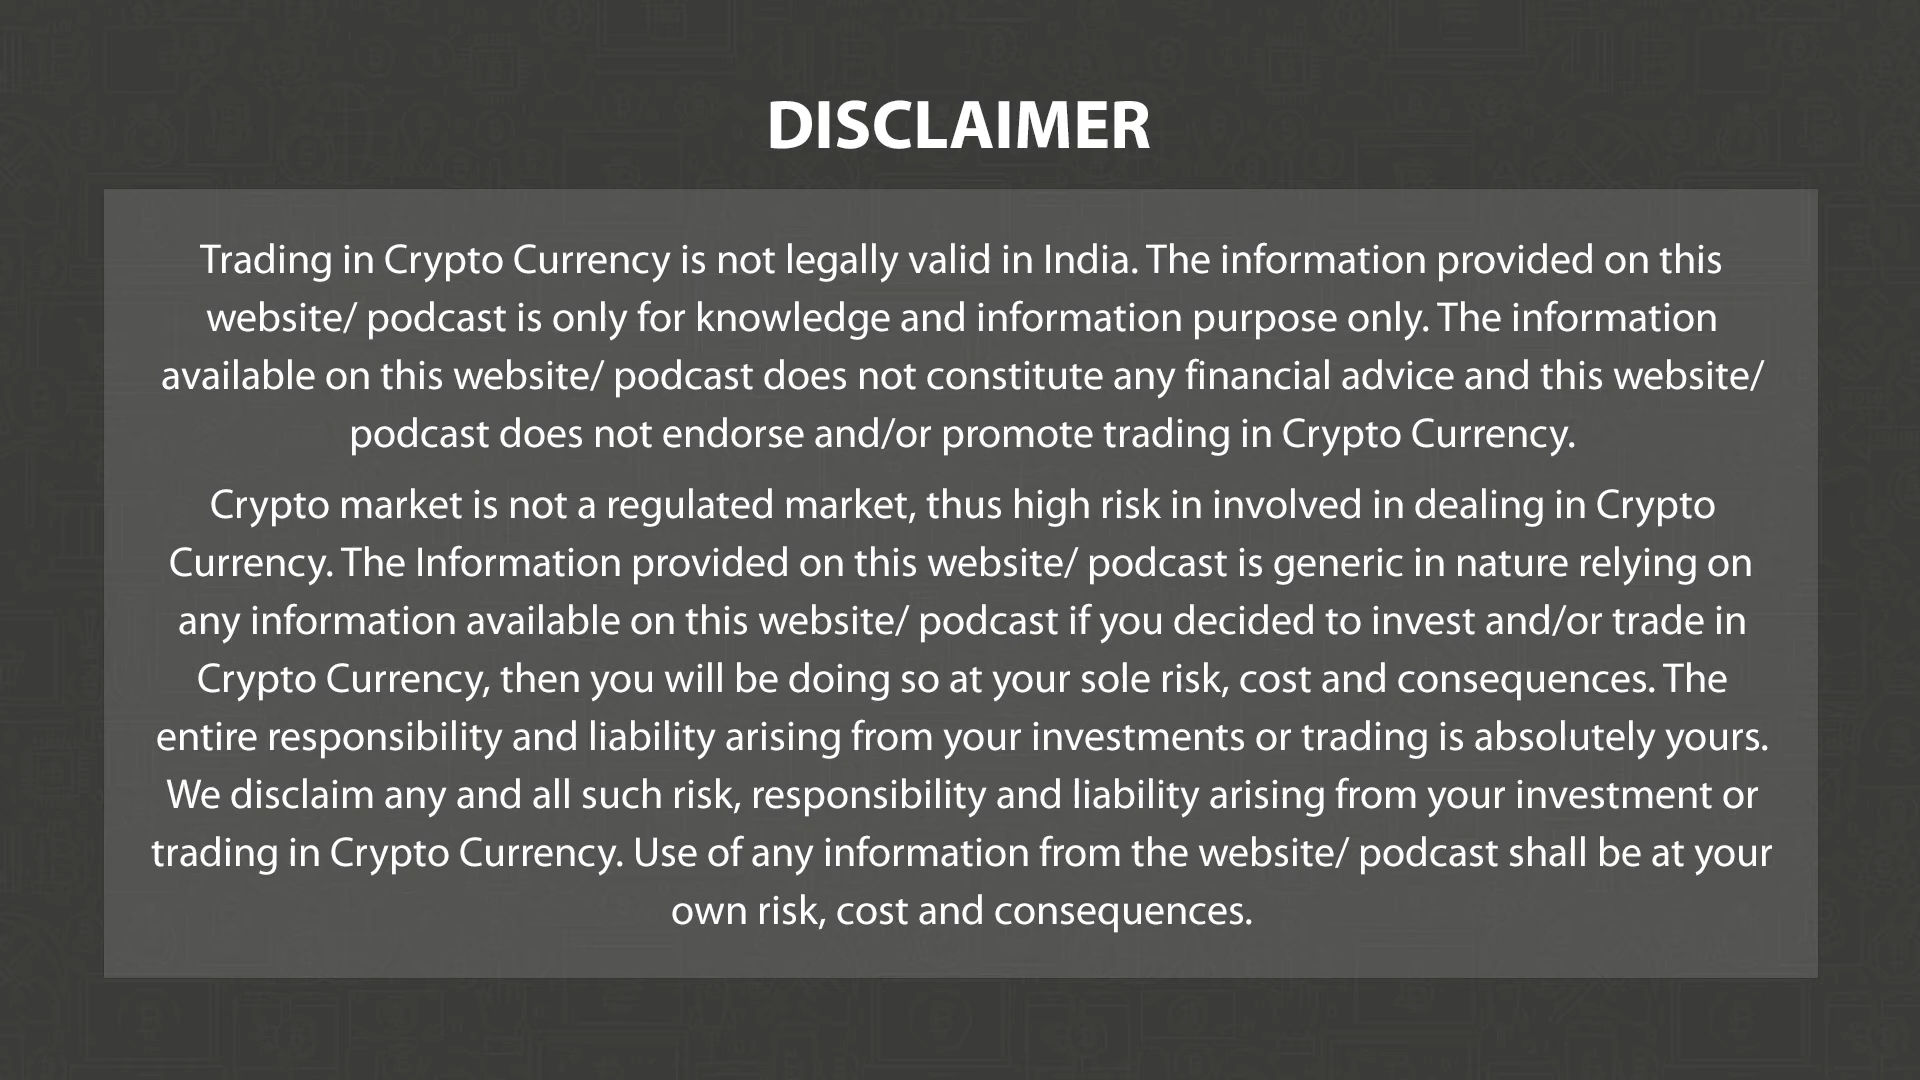 DISCLAIMER
Trading in Crypto Currency is not legally valid in India. The information provided on this
website/ podcast is only for knowledge and information purpose only. The information
available on this website/ podcast does not constitute any financial advice and this website/
podcast does not endorse and/or promote trading in Crypto Currency.
Crypto market is not a regulated market, thus high risk in involved in dealing in Crypto
Currency. The Information provided on this website/ podcast is generic in nature relying on
any information available on this website/ podcast if you decided to invest and/or trade in
Crypto Currency, then you will be doing so at your sole risk, cost and consequences. The
entire responsibility and liability arising from your investments or trading is absolutely yours.
We disclaim any and all such risk, responsibility and liability arising from your investment or
trading in Crypto Currency. Use of any information from the website/ podcast shall be at your
own risk, cost and consequences.